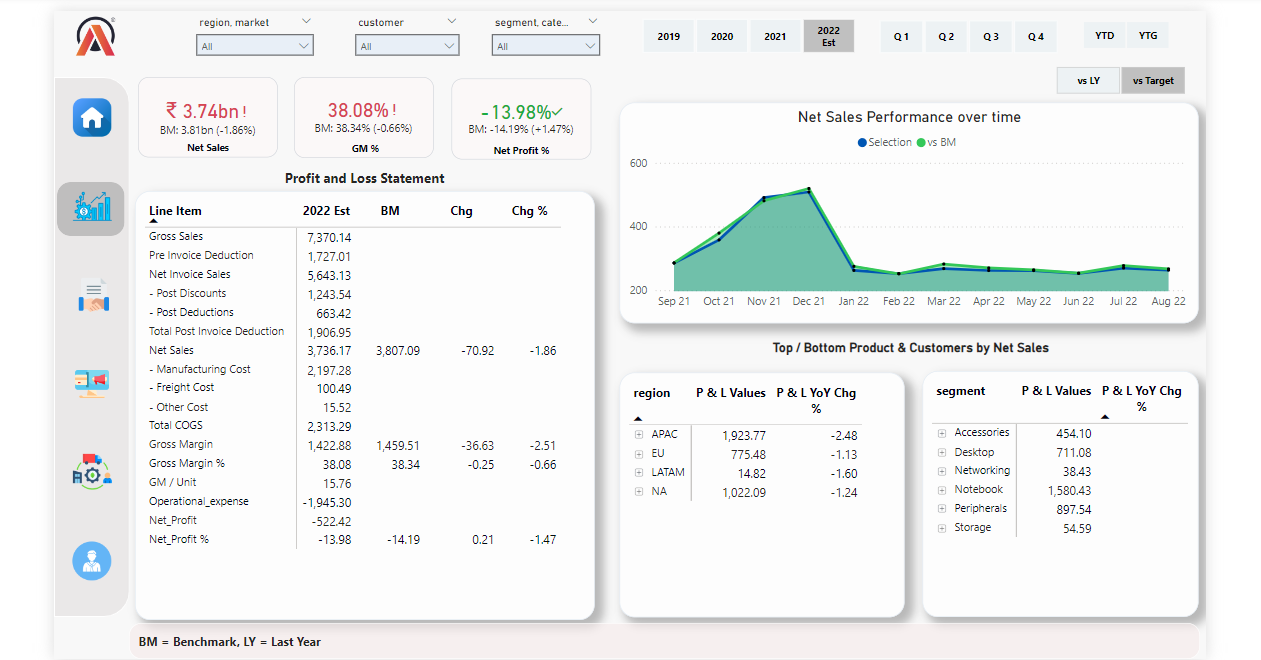 region, market
customer
segment, cate...
All
All
All
2019
2020
2021
2022 Est
Q 1
Q 2
Q 3
Q 4
YTD
YTG
vs LY
vs Target
₹ 3.74bn !
BM: 3.81bn (-1.86%)
Net Sales
38.08% !
BM: 38.34% (-0.66%)
GM %
-13.98%✓
BM: -14.19% (+1.47%)
Net Profit %
Profit and Loss Statement
Line Item 2022 Est BM Chg Chg %
Gross Sales 7,370.14
Pre Invoice Deduction 1,727.01
Net Invoice Sales 5,643.13
- Post Discounts 1,243.54
- Post Deductions 663.42
Total Post Invoice Deduction 1,906.95
Net Sales 3,736.17 3,807.09 -70.92 -1.86
- Manufacturing Cost 2,197.28
- Freight Cost 100.49
- Other Cost 15.52
Total COGS 2,313.29
Gross Margin 1,422.88 1,459.51 -36.63 -2.51
Gross Margin % 38.08 38.34 -0.25 -0.66
GM / Unit 15.76
Operational_expense -1,945.30
Net_Profit -522.42
Net_Profit % -13.98 -14.19 0.21 -1.47
Net Sales Performance over time
Selection vs BM
600
400
200
Sep 21 Oct 21 Nov 21 Dec 21 Jan 22 Feb 22 Mar 22 Apr 22 May 22 Jun 22 Jul 22 Aug 22
Top / Bottom Product & Customers by Net Sales
region P & L Values P & L YoY Chg
%
APAC 1,923.77 -2.48
EU 775.48 -1.13
LATAM 14.82 -1.60
NA 1,022.09 -1.24
segment P & L Values P & L YoY Chg
%
Accessories 454.10
Desktop 711.08
Networking 38.43
Notebook 1,580.43
Peripherals 897.54
Storage 54.59
BM = Benchmark, LY = Last Year